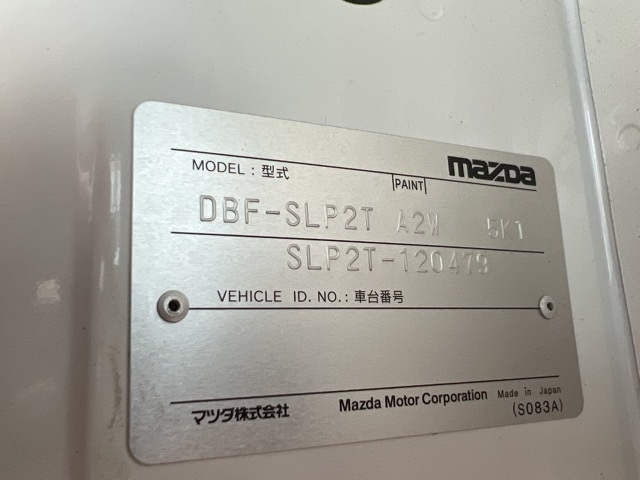 MODEL : 型式
PAINT
mazda
DBF-SLP2T A2W 5K1
SLP2T-120479
VEHICLE ID. NO. : 車台番号
マツダ株式会社 Mazda Motor Corporation Made in Japan
(S083A)